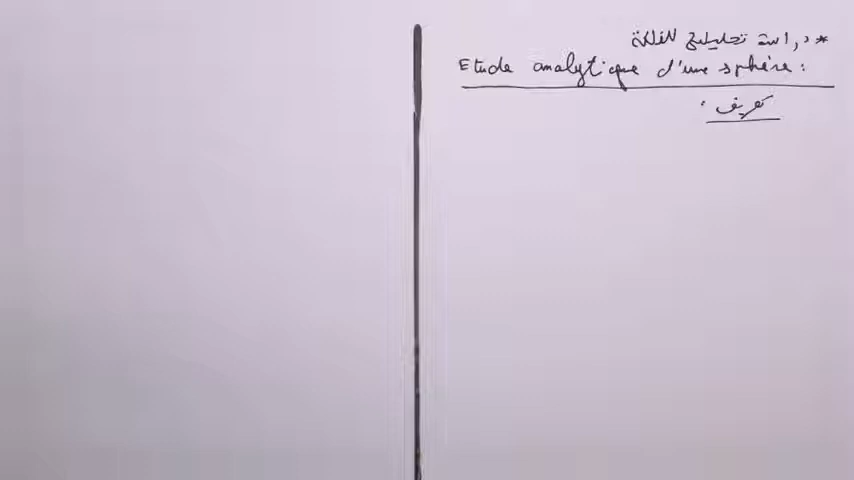 * دراسة تحليلية للفلكة
Etude analytique d'une sphère :
تعريف :